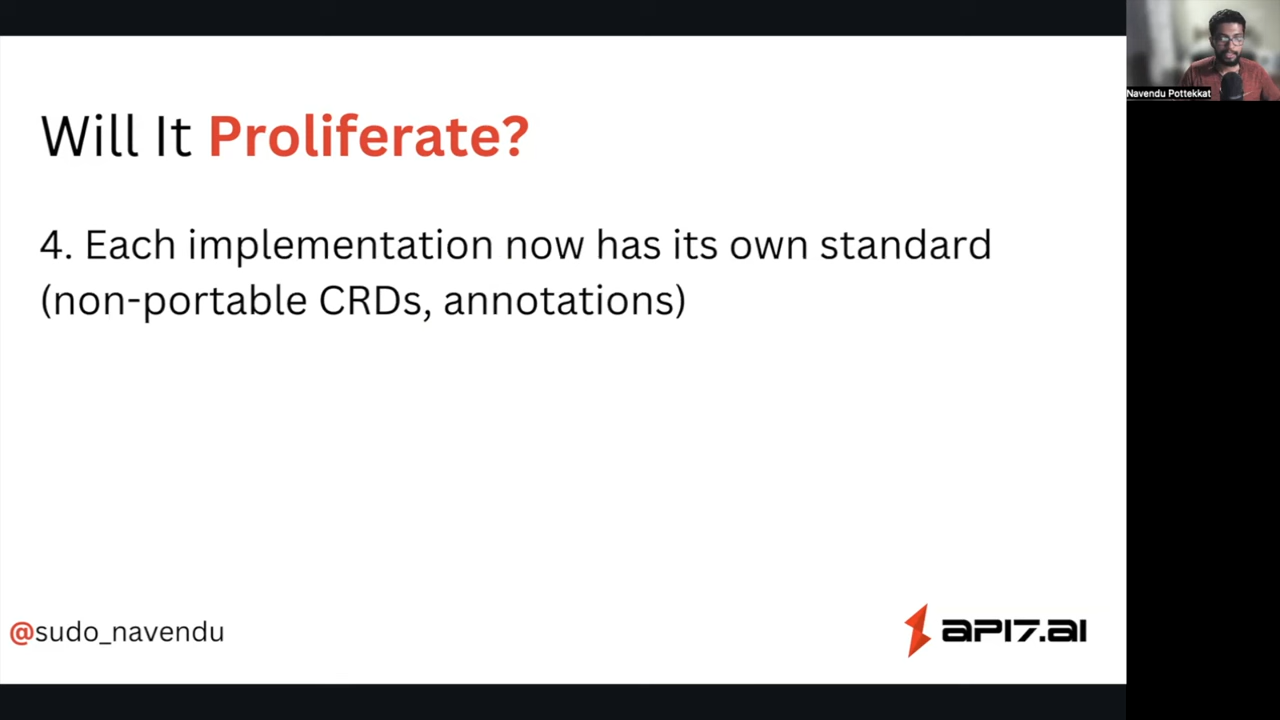 Will It Proliferate?
4. Each implementation now has its own standard
(non-portable CRDs, annotations)
@sudo_navendu
API7.AI
Navendu Pottekkat